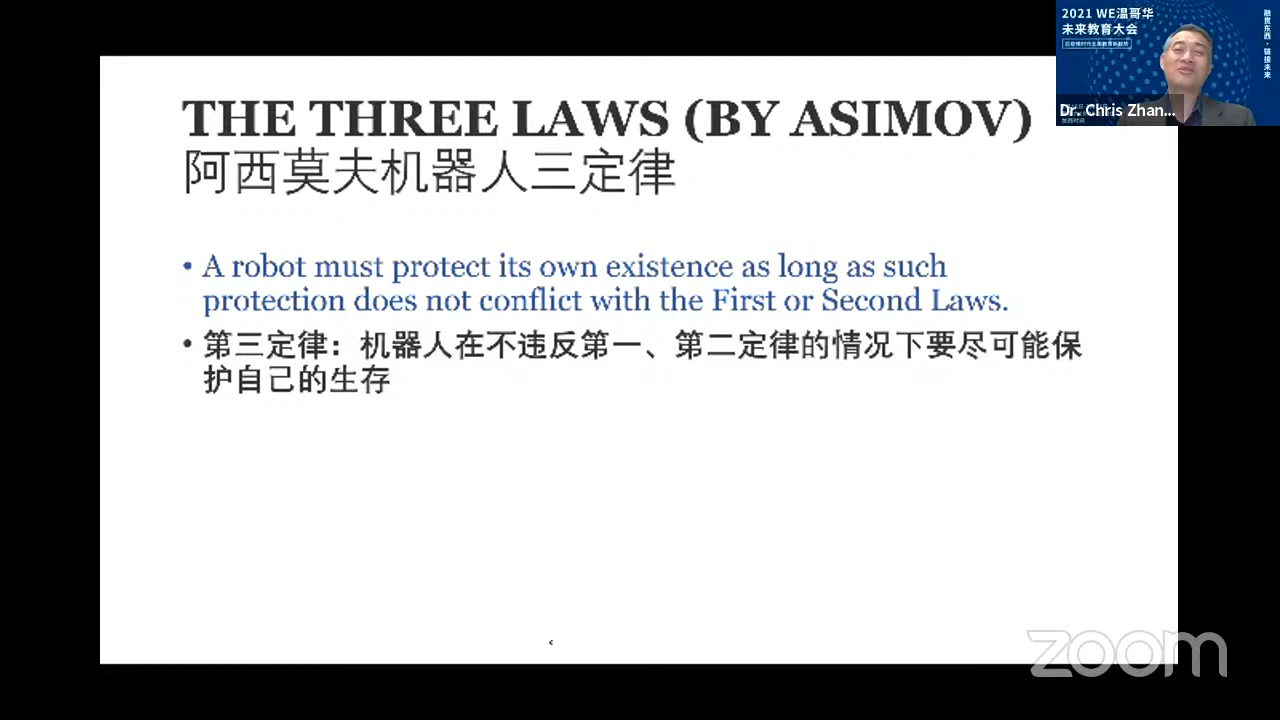 THE THREE LAWS (BY ASIMOV)
阿西莫夫机器人三定律
• A robot must protect its own existence as long as such
protection does not conflict with the First or Second Laws.
• 第三定律：机器人在不违反第一、第二定律的情况下要尽可能保
护自己的生存
2021 WE温哥华
未来教育大会
融贯东西·链接未来
Dr. Chris Zhan...
zoom